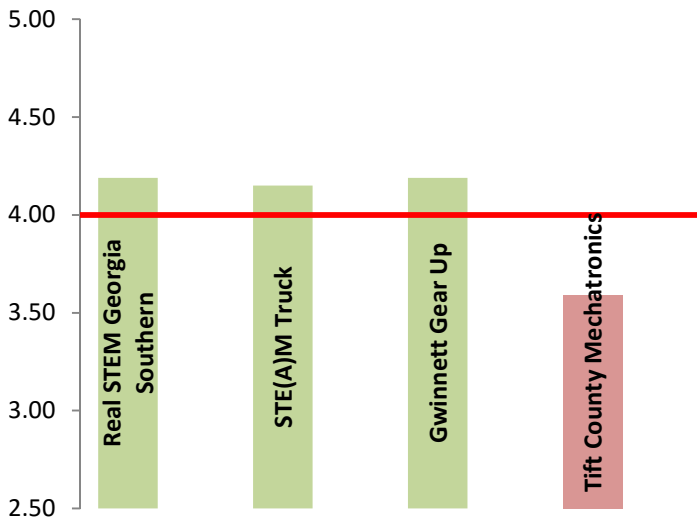 5.00
4.50
4.00
3.50
3.00
2.50
Real STEM Georgia
Southern
STE(A)M Truck
Gwinnett Gear Up
Tift County Mechatronics